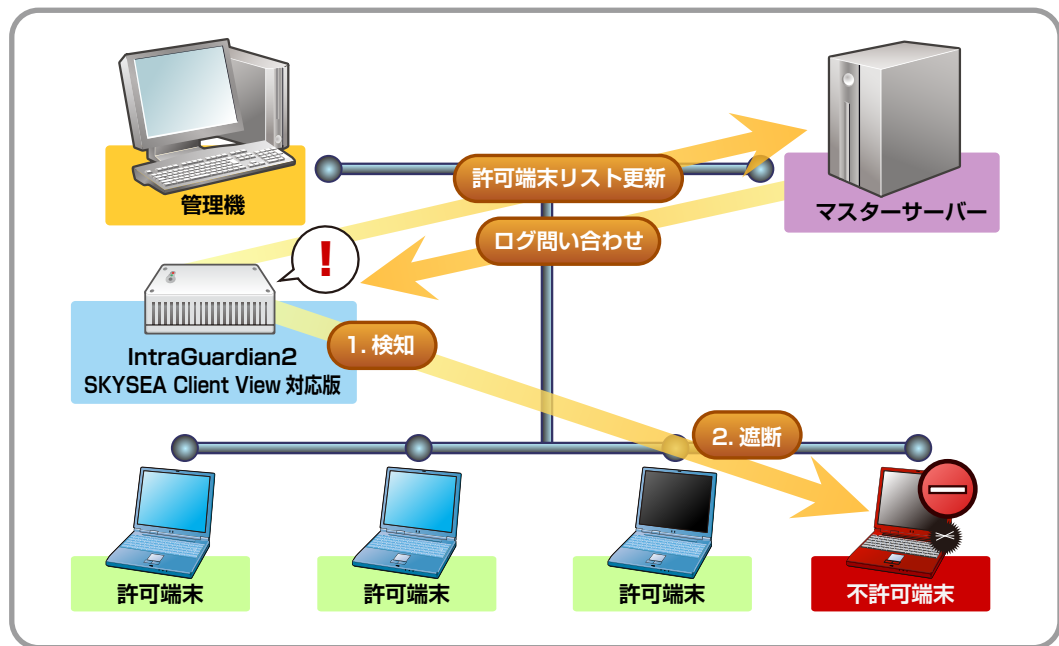 許可端末リスト更新
管理機
マスターサーバー
ログ問い合わせ
!
1. 検知
IntraGuardian2
SKYSEA Client View 対応版
2. 遮断
許可端末
許可端末
許可端末
不許可端末